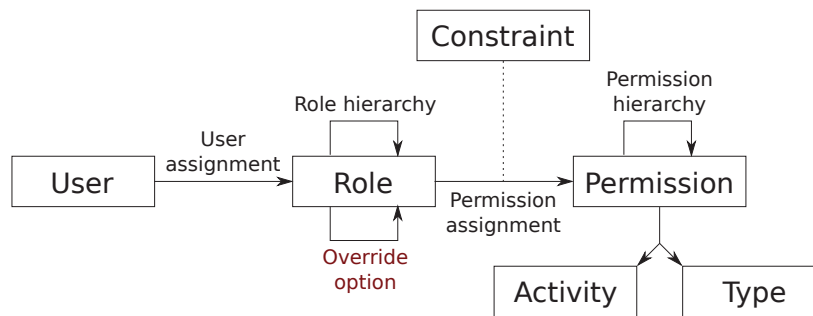 Constraint
Permission
hierarchy
Role hierarchy
User
assignment
User
Role
Permission
Permission
assignment
Override
option
Activity
Type